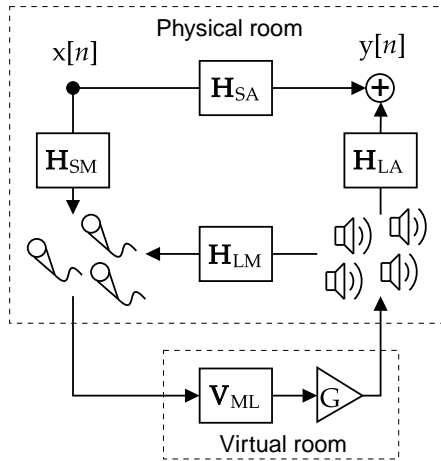 Physical room
x[n]
y[n]
H_SA
H_SM
H_LA
H_LM
V_ML
G
Virtual room